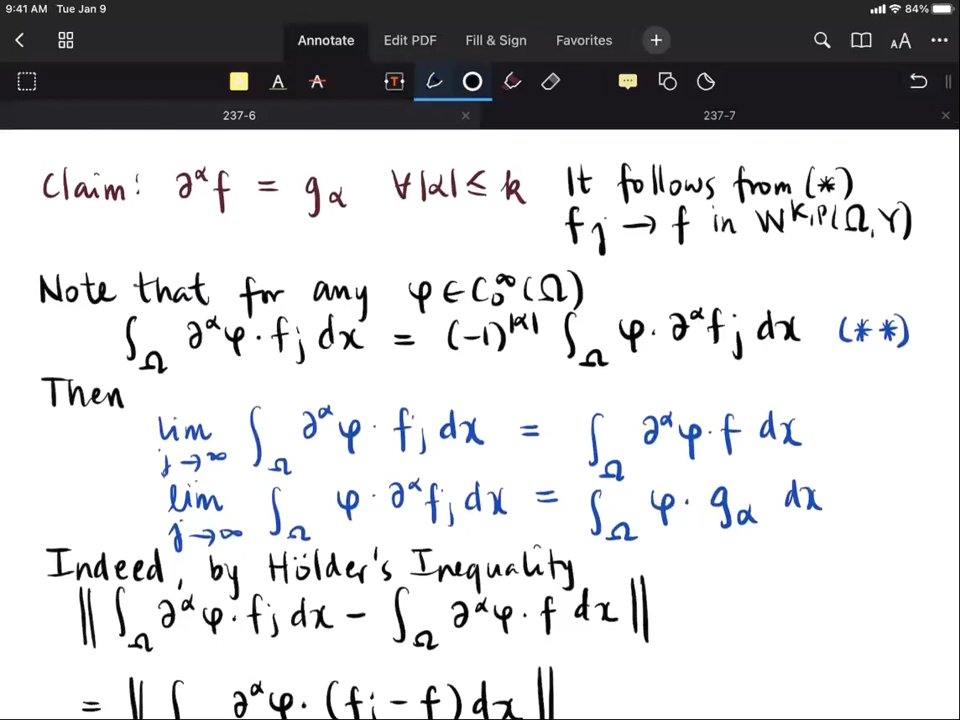 9:41 AM Tue Jan 9
84%
Annotate Edit PDF Fill & Sign Favorites
237-6 237-7
Claim: ∂^α f = g_α ∀|α| ≤ k It follows from (*)
f_j → f in W^{k,p}(Ω, Y)
Note that for any φ ∈ C_0^∞(Ω)
∫_Ω ∂^α φ · f_j dx = (-1)^{|α|} ∫_Ω φ · ∂^α f_j dx (**)
Then
lim_{j→∞} ∫_Ω ∂^α φ · f_j dx = ∫_Ω ∂^α φ · f dx
lim_{j→∞} ∫_Ω φ · ∂^α f_j dx = ∫_Ω φ · g_α dx
Indeed, by Hölder's Inequality
‖ ∫_Ω ∂^α φ · f_j dx - ∫_Ω ∂^α φ · f dx ‖
= ‖ ∫ ∂^α φ · (f_j - f) dx ‖